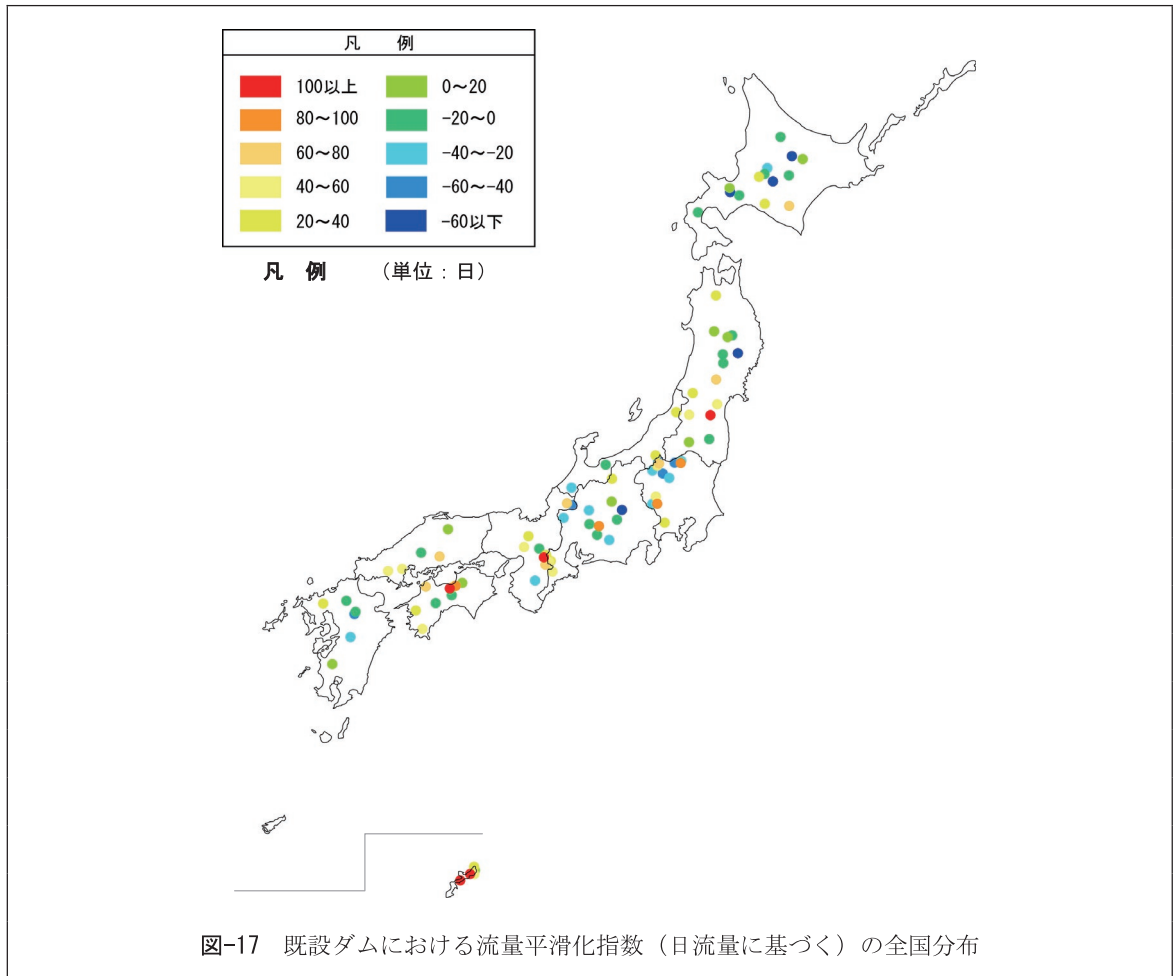 凡 例
100以上 0～20
80～100 -20～0
60～80 -40～-20
40～60 -60～-40
20～40 -60以下
凡 例 （単位：日）
図-17 既設ダムにおける流量平滑化指数（日流量に基づく）の全国分布